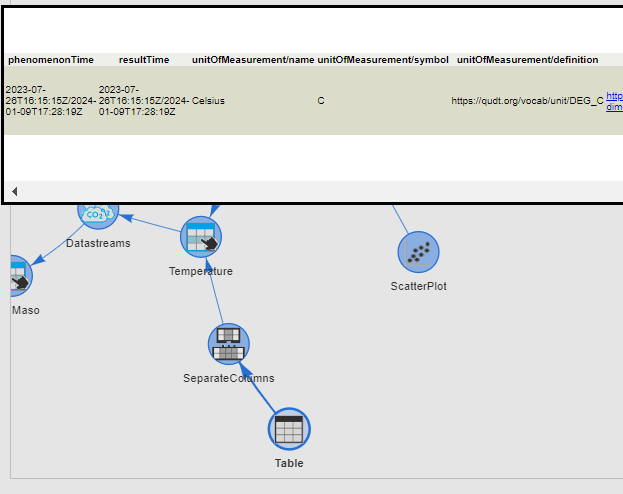 phenomenonTime resultTime unitOfMeasurement/name unitOfMeasurement/symbol unitOfMeasurement/definition
2023-07- 2023-07-
26T16:15:15Z/2024- 26T16:15:15Z/2024- Celsius C https://qudt.org/vocab/unit/DEG_C http
01-09T17:28:19Z 01-09T17:28:19Z dim
CO2
Datastreams
Temperature
ScatterPlot
Maso
SeparateColumns
Table